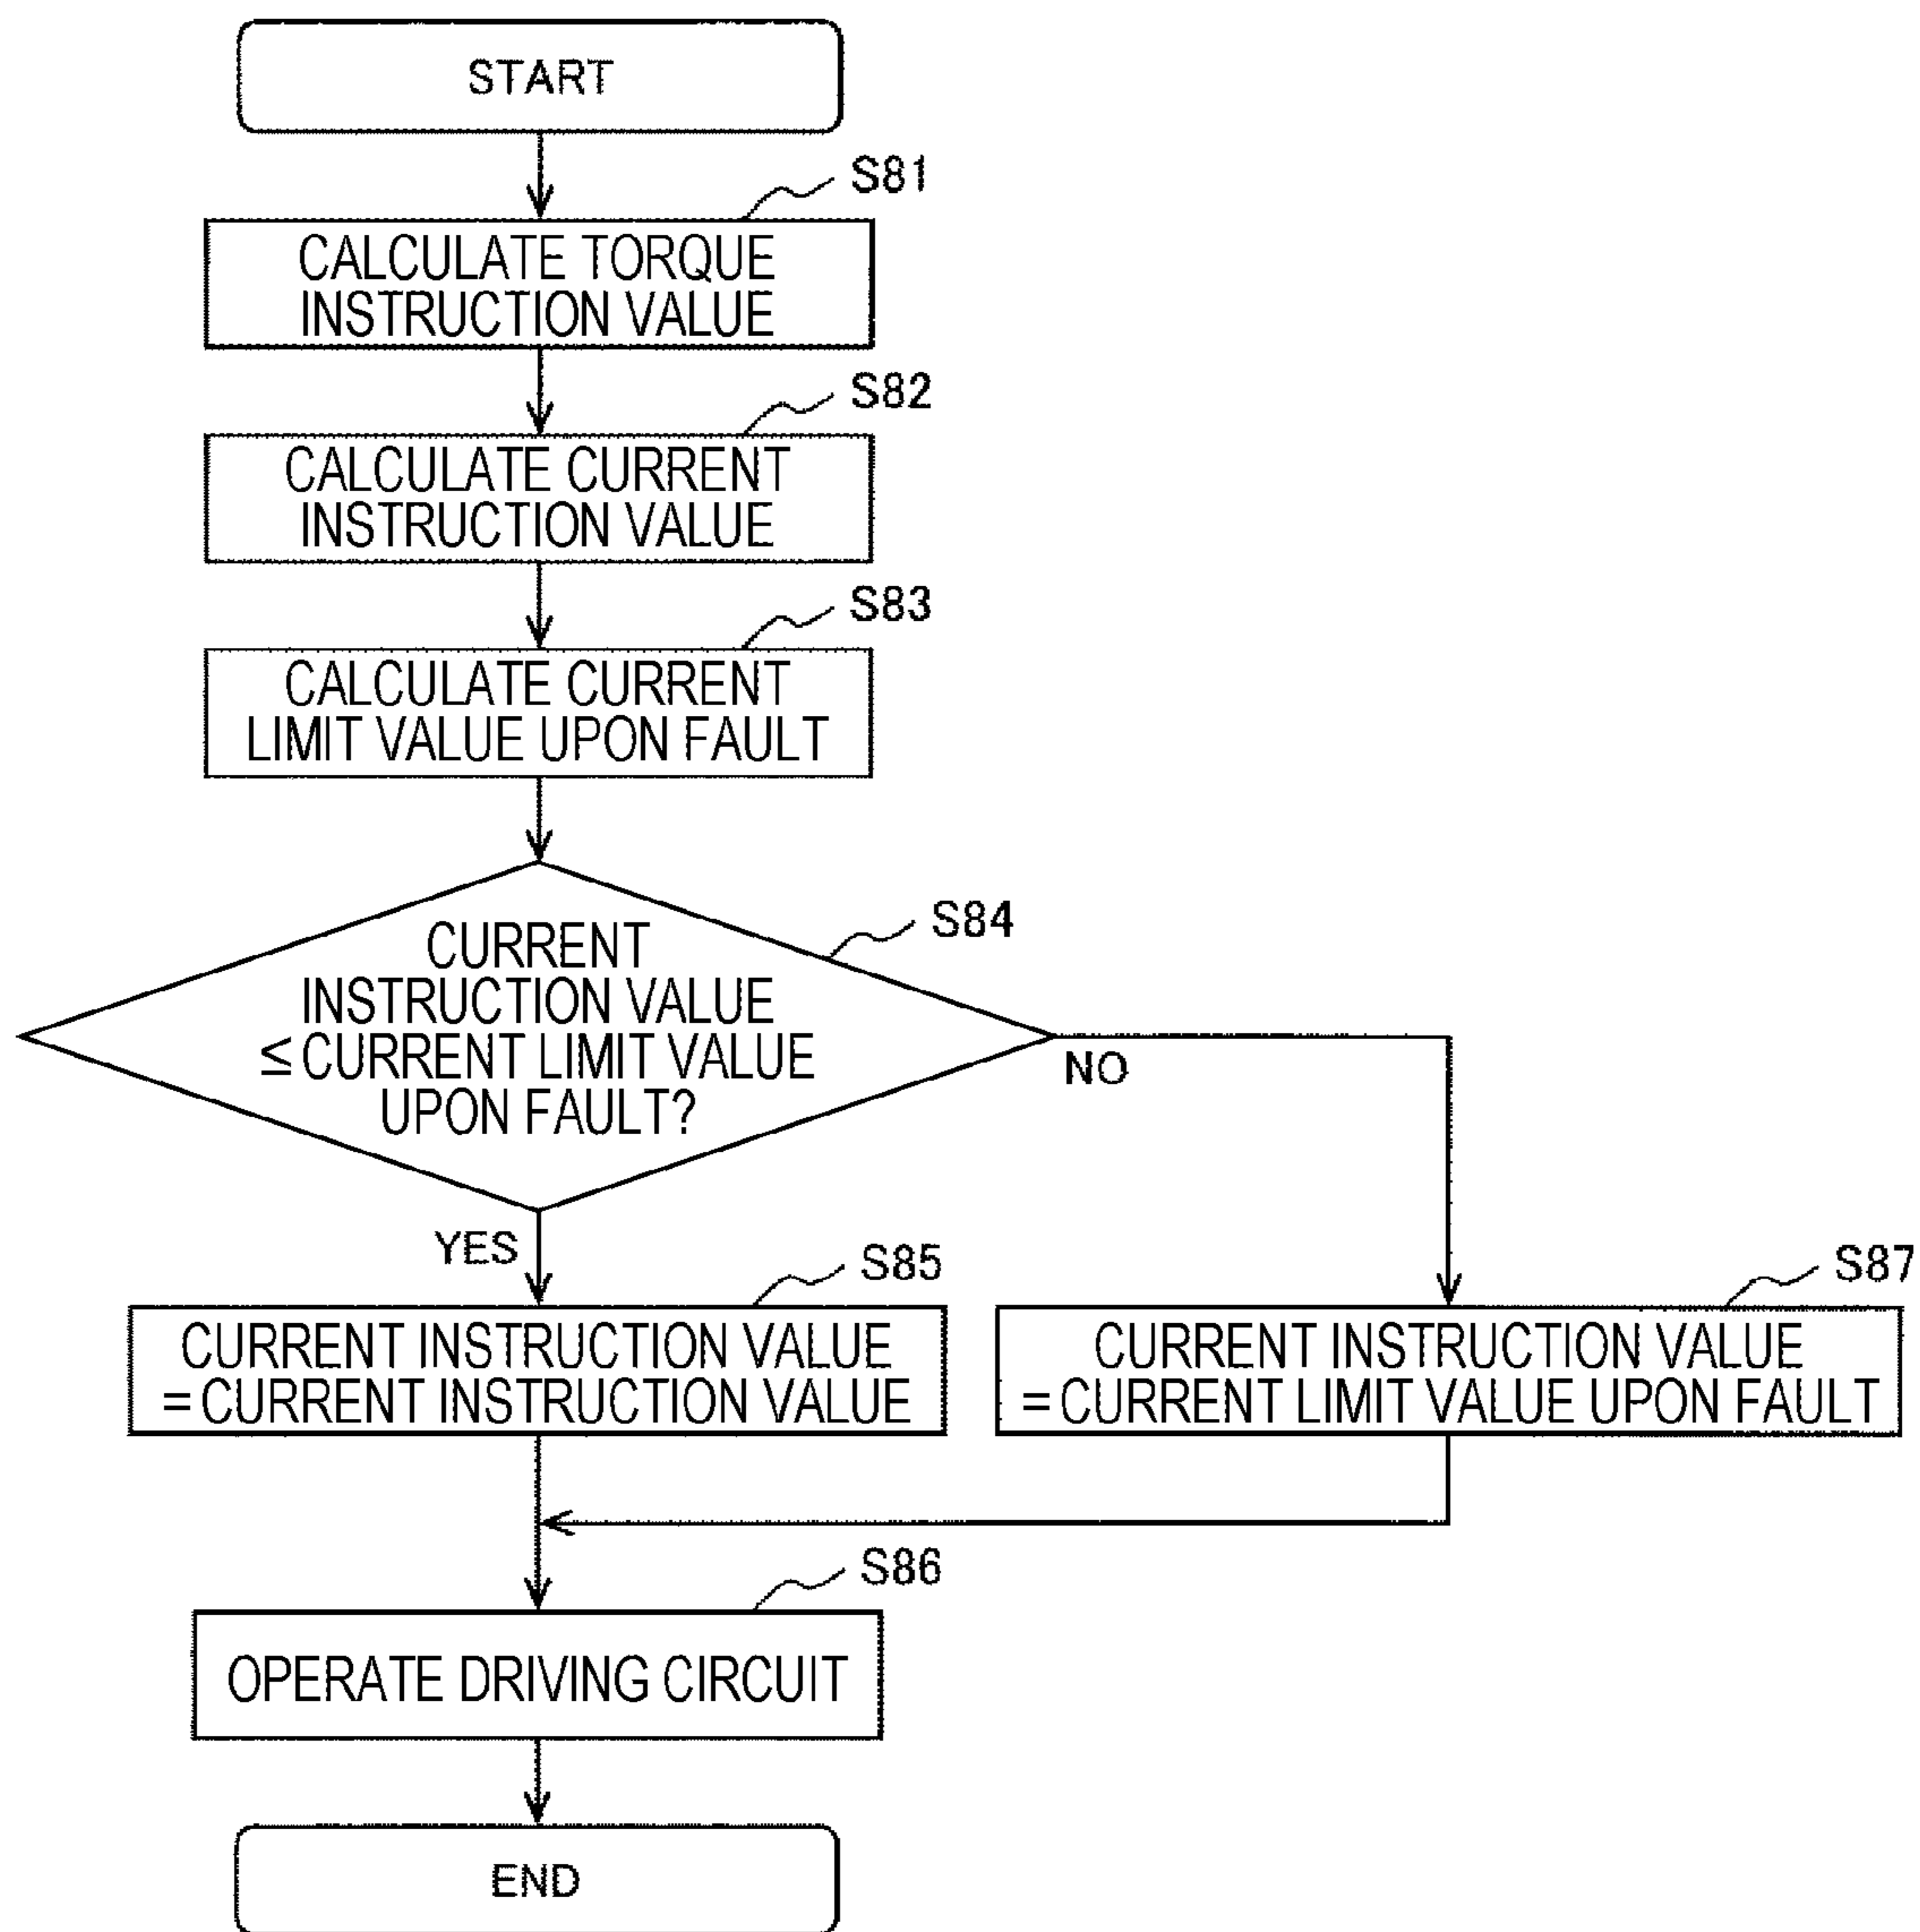 START
S81
CALCULATE TORQUE
INSTRUCTION VALUE
S82
CALCULATE CURRENT
INSTRUCTION VALUE
S83
CALCULATE CURRENT
LIMIT VALUE UPON FAULT
S84
CURRENT
INSTRUCTION VALUE
≤ CURRENT LIMIT VALUE
UPON FAULT?
NO
YES
S85
CURRENT INSTRUCTION VALUE
= CURRENT INSTRUCTION VALUE
S87
CURRENT INSTRUCTION VALUE
= CURRENT LIMIT VALUE UPON FAULT
S86
OPERATE DRIVING CIRCUIT
END